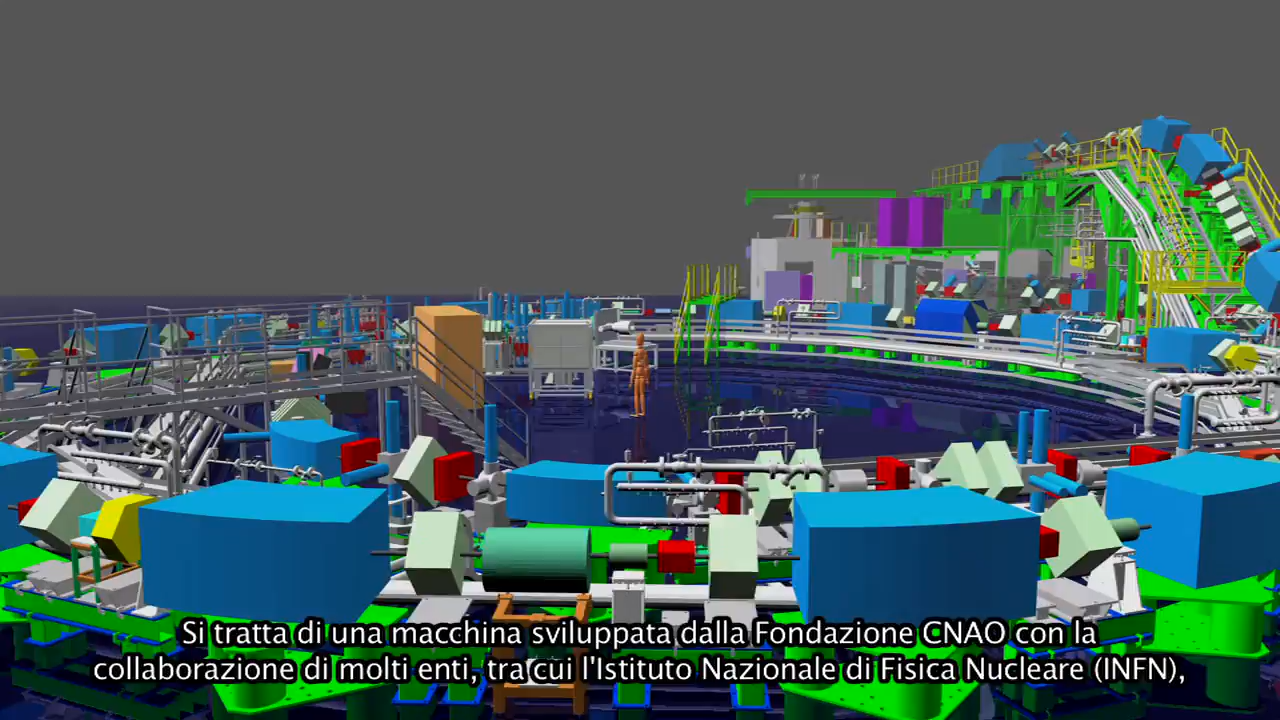 Si tratta di una macchina sviluppata dalla Fondazione CNAO con la
collaborazione di molti enti, tra cui l'Istituto Nazionale di Fisica Nucleare (INFN),